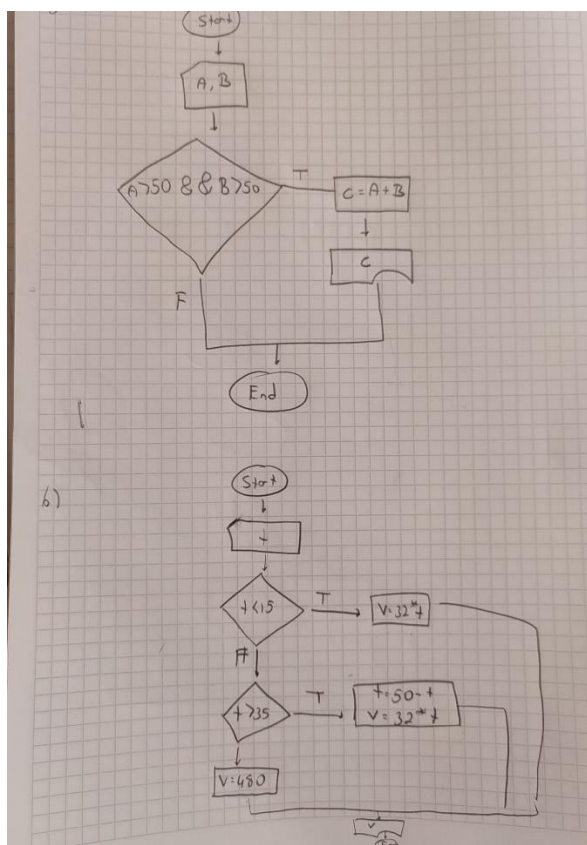 Start
A, B
A>50 && B>50
T
C=A+B
C
F
End
b)
Start
t
t<15
T
V=32*t
F
t>35
T
t=50-t
V=32*t
V=480
V